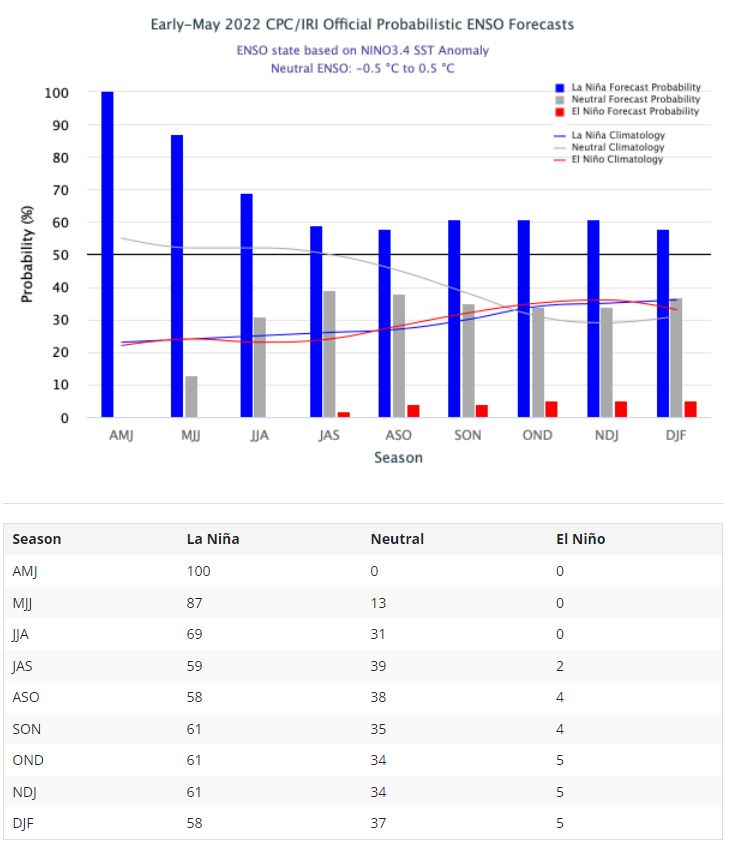 Early-May 2022 CPC/IRI Official Probabilistic ENSO Forecasts
ENSO state based on NINO3.4 SST Anomaly
Neutral ENSO: -0.5 °C to 0.5 °C
La Niña Forecast Probability
Neutral Forecast Probability
El Niño Forecast Probability
La Niña Climatology
Neutral Climatology
El Niño Climatology
Probability (%)
100
90
80
70
60
50
40
30
20
10
0
AMJ MJJ JJA JAS ASO SON OND NDJ DJF
Season
Season La Niña Neutral El Niño
AMJ 100 0 0
MJJ 87 13 0
JJA 69 31 0
JAS 59 39 2
ASO 58 38 4
SON 61 35 4
OND 61 34 5
NDJ 61 34 5
DJF 58 37 5